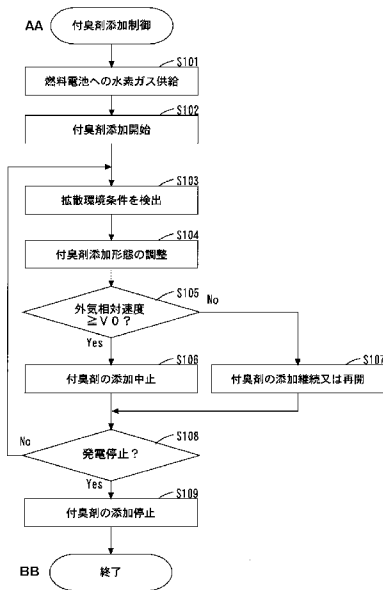 AA
付臭剤添加制御
S101
燃料電池への水素ガス供給
S102
付臭剤添加開始
S103
拡散環境条件を検出
S104
付臭剤添加形態の調整
S105
外気相対速度
≧V0?
No
Yes
S106
付臭剤の添加中止
S107
付臭剤の添加継続又は再開
No
S108
発電停止?
Yes
S109
付臭剤の添加停止
BB
終了